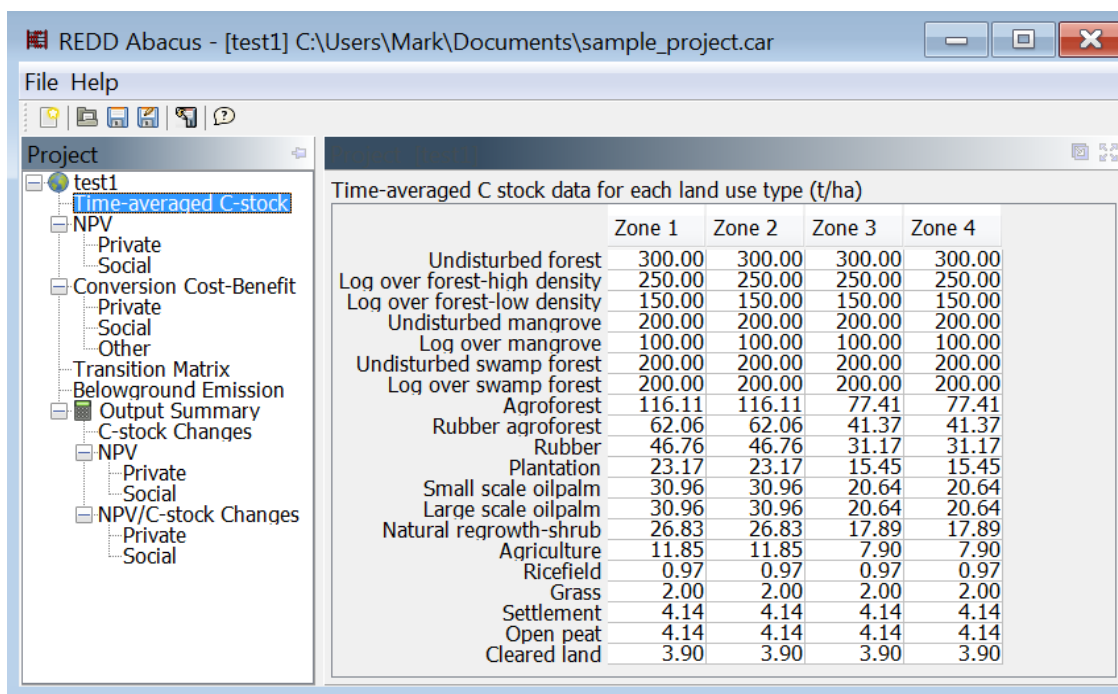 REDD Abacus - [test1] C:\Users\Mark\Documents\sample_project.car
File Help
Project
test1
Time-averaged C-stock
NPV
Private
Social
Conversion Cost-Benefit
Private
Social
Other
Transition Matrix
Belowground Emission
Output Summary
C-stock Changes
NPV
Private
Social
NPV/C-stock Changes
Private
Social
Time-averaged C stock data for each land use type (t/ha)
Zone 1 Zone 2 Zone 3 Zone 4
Undisturbed forest 300.00 300.00 300.00 300.00
Log over forest-high density 250.00 250.00 250.00 250.00
Log over forest-low density 150.00 150.00 150.00 150.00
Undisturbed mangrove 200.00 200.00 200.00 200.00
Log over mangrove 100.00 100.00 100.00 100.00
Undisturbed swamp forest 200.00 200.00 200.00 200.00
Log over swamp forest 200.00 200.00 200.00 200.00
Agroforest 116.11 116.11 77.41 77.41
Rubber agroforest 62.06 62.06 41.37 41.37
Rubber 46.76 46.76 31.17 31.17
Plantation 23.17 23.17 15.45 15.45
Small scale oilpalm 30.96 30.96 20.64 20.64
Large scale oilpalm 30.96 30.96 20.64 20.64
Natural regrowth-shrub 26.83 26.83 17.89 17.89
Agriculture 11.85 11.85 7.90 7.90
Ricefield 0.97 0.97 0.97 0.97
Grass 2.00 2.00 2.00 2.00
Settlement 4.14 4.14 4.14 4.14
Open peat 4.14 4.14 4.14 4.14
Cleared land 3.90 3.90 3.90 3.90